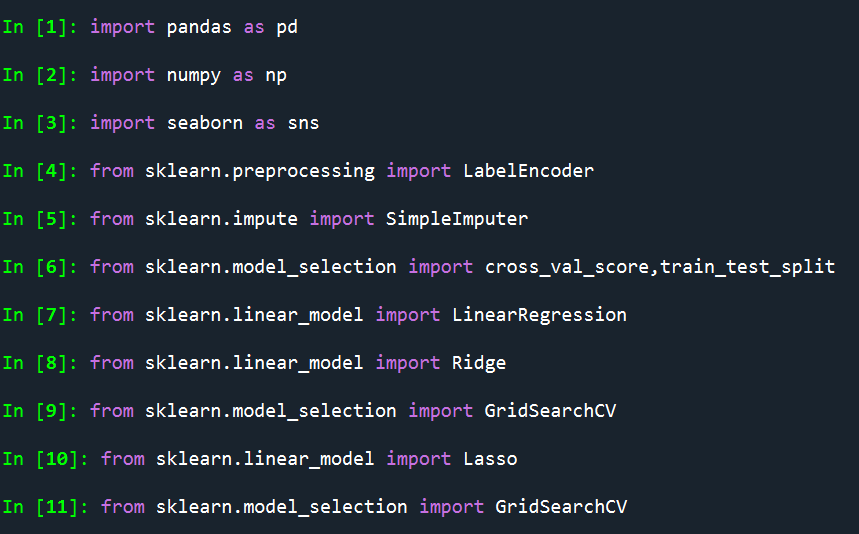 In [1]: import pandas as pd
In [2]: import numpy as np
In [3]: import seaborn as sns
In [4]: from sklearn.preprocessing import LabelEncoder
In [5]: from sklearn.impute import SimpleImputer
In [6]: from sklearn.model_selection import cross_val_score,train_test_split
In [7]: from sklearn.linear_model import LinearRegression
In [8]: from sklearn.linear_model import Ridge
In [9]: from sklearn.model_selection import GridSearchCV
In [10]: from sklearn.linear_model import Lasso
In [11]: from sklearn.model_selection import GridSearchCV